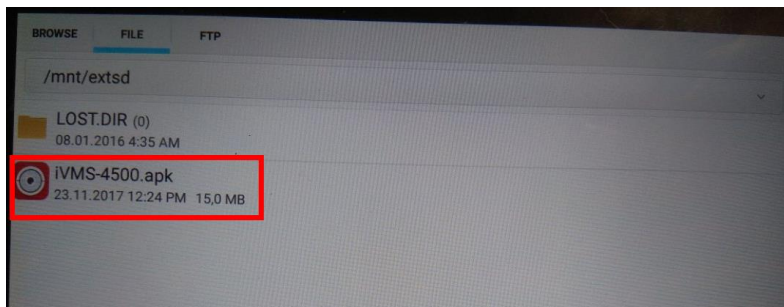 BROWSE FILE FTP
/mnt/extsd
LOST.DIR (0)
08.01.2016 4:35 AM
iVMS-4500.apk
23.11.2017 12:24 PM 15,0 MB